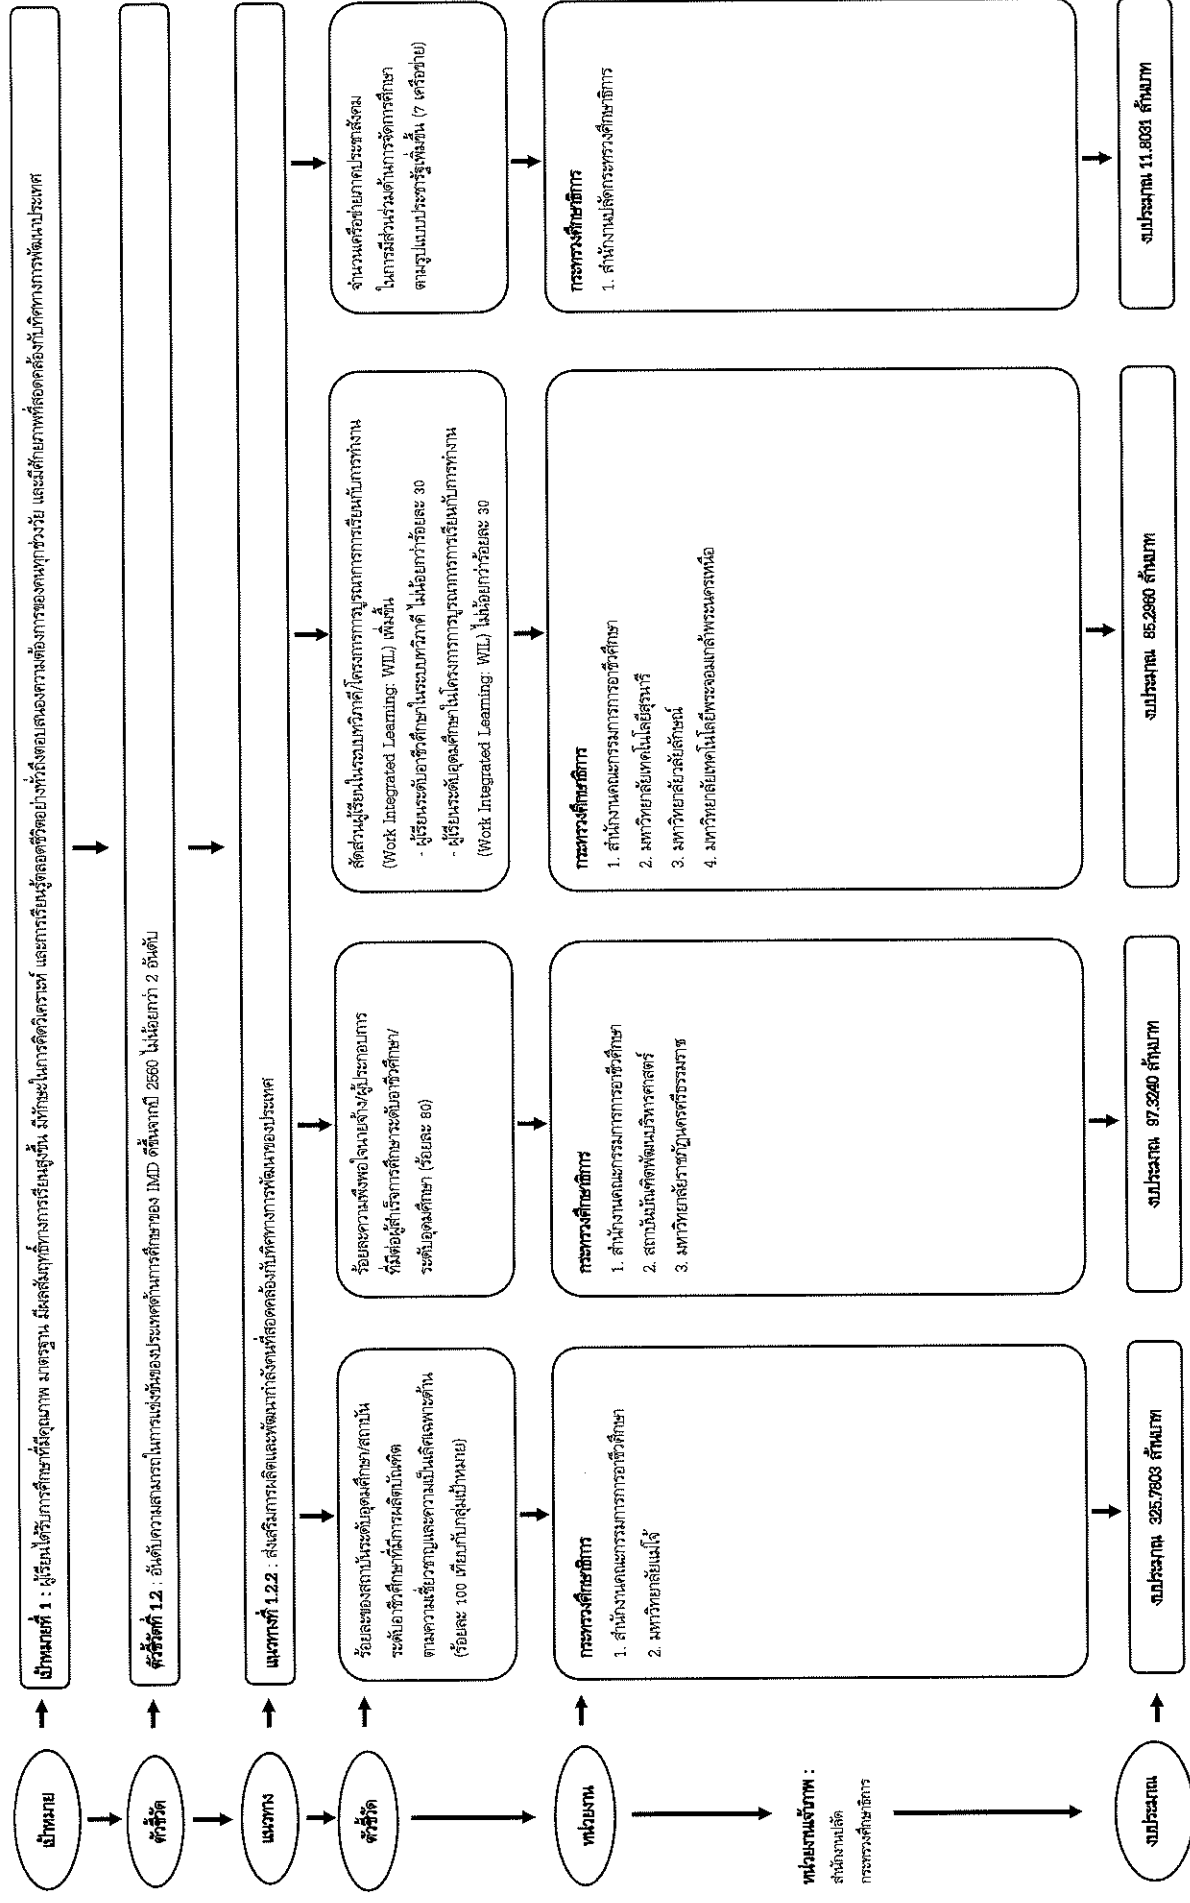 เป้าหมาย
เป้าหมายที่ 1 : ผู้เรียนได้รับการศึกษาที่มีคุณภาพ มาตรฐาน มีผลสัมฤทธิ์ทางการเรียนสูงขึ้น มีทักษะในการคิดวิเคราะห์ และการเรียนรู้ตลอดชีวิตอย่างทั่วถึงตอบสนองความต้องการของคนทุกช่วงวัย และมีศักยภาพที่สอดคล้องกับทิศทางการพัฒนาประเทศ
ตัวชี้วัด
ตัวชี้วัดที่ 1.2 : อันดับความสามารถในการแข่งขันของประเทศด้านการศึกษาของ IMD ดีขึ้นจากปี 2560 ไม่น้อยกว่า 2 อันดับ
แนวทาง
แนวทางที่ 1.2.2 : ส่งเสริมการผลิตและพัฒนากำลังคนที่สอดคล้องกับทิศทางการพัฒนาของประเทศ
ตัวชี้วัด
ร้อยละของสถาบันระดับอุดมศึกษา/สถาบัน
ระดับอาชีวศึกษาที่มีการผลิตบัณฑิต
ตามความเชี่ยวชาญและความเป็นเลิศเฉพาะด้าน
(ร้อยละ 100 เทียบกับกลุ่มเป้าหมาย)
ร้อยละความพึงพอใจนายจ้าง/ผู้ประกอบการ
ที่มีต่อผู้สำเร็จการศึกษาระดับอาชีวศึกษา/
ระดับอุดมศึกษา (ร้อยละ 80)
สัดส่วนผู้เรียนในระบบทวิภาคี/โครงการการบูรณาการการเรียนกับการทำงาน
(Work Integrated Learning: WIL) เพิ่มขึ้น
- ผู้เรียนระดับอาชีวศึกษาในระบบทวิภาคี ไม่น้อยกว่าร้อยละ 30
- ผู้เรียนระดับอุดมศึกษาในโครงการการบูรณาการการเรียนกับการทำงาน
(Work Integrated Learning: WIL) ไม่น้อยกว่าร้อยละ 30
จำนวนเครือข่ายภาคประชาสังคม
ในการมีส่วนร่วมด้านการจัดการศึกษา
ตามรูปแบบประชารัฐเพิ่มขึ้น (7 เครือข่าย)
หน่วยงาน
กระทรวงศึกษาธิการ
1. สำนักงานคณะกรรมการการอาชีวศึกษา
2. มหาวิทยาลัยแม่โจ้
กระทรวงศึกษาธิการ
1. สำนักงานคณะกรรมการการอาชีวศึกษา
2. สถาบันบัณฑิตพัฒนบริหารศาสตร์
3. มหาวิทยาลัยราชภัฏนครศรีธรรมราช
กระทรวงศึกษาธิการ
1. สำนักงานคณะกรรมการการอาชีวศึกษา
2. มหาวิทยาลัยเทคโนโลยีสุรนารี
3. มหาวิทยาลัยวลัยลักษณ์
4. มหาวิทยาลัยเทคโนโลยีพระจอมเกล้าพระนครเหนือ
กระทรวงศึกษาธิการ
1. สำนักงานปลัดกระทรวงศึกษาธิการ
หน่วยงานเจ้าภาพ :
สำนักงานปลัด
กระทรวงศึกษาธิการ
งบประมาณ
งบประมาณ 325.7803 ล้านบาท
งบประมาณ 97.3240 ล้านบาท
งบประมาณ 85.2960 ล้านบาท
งบประมาณ 11.8031 ล้านบาท